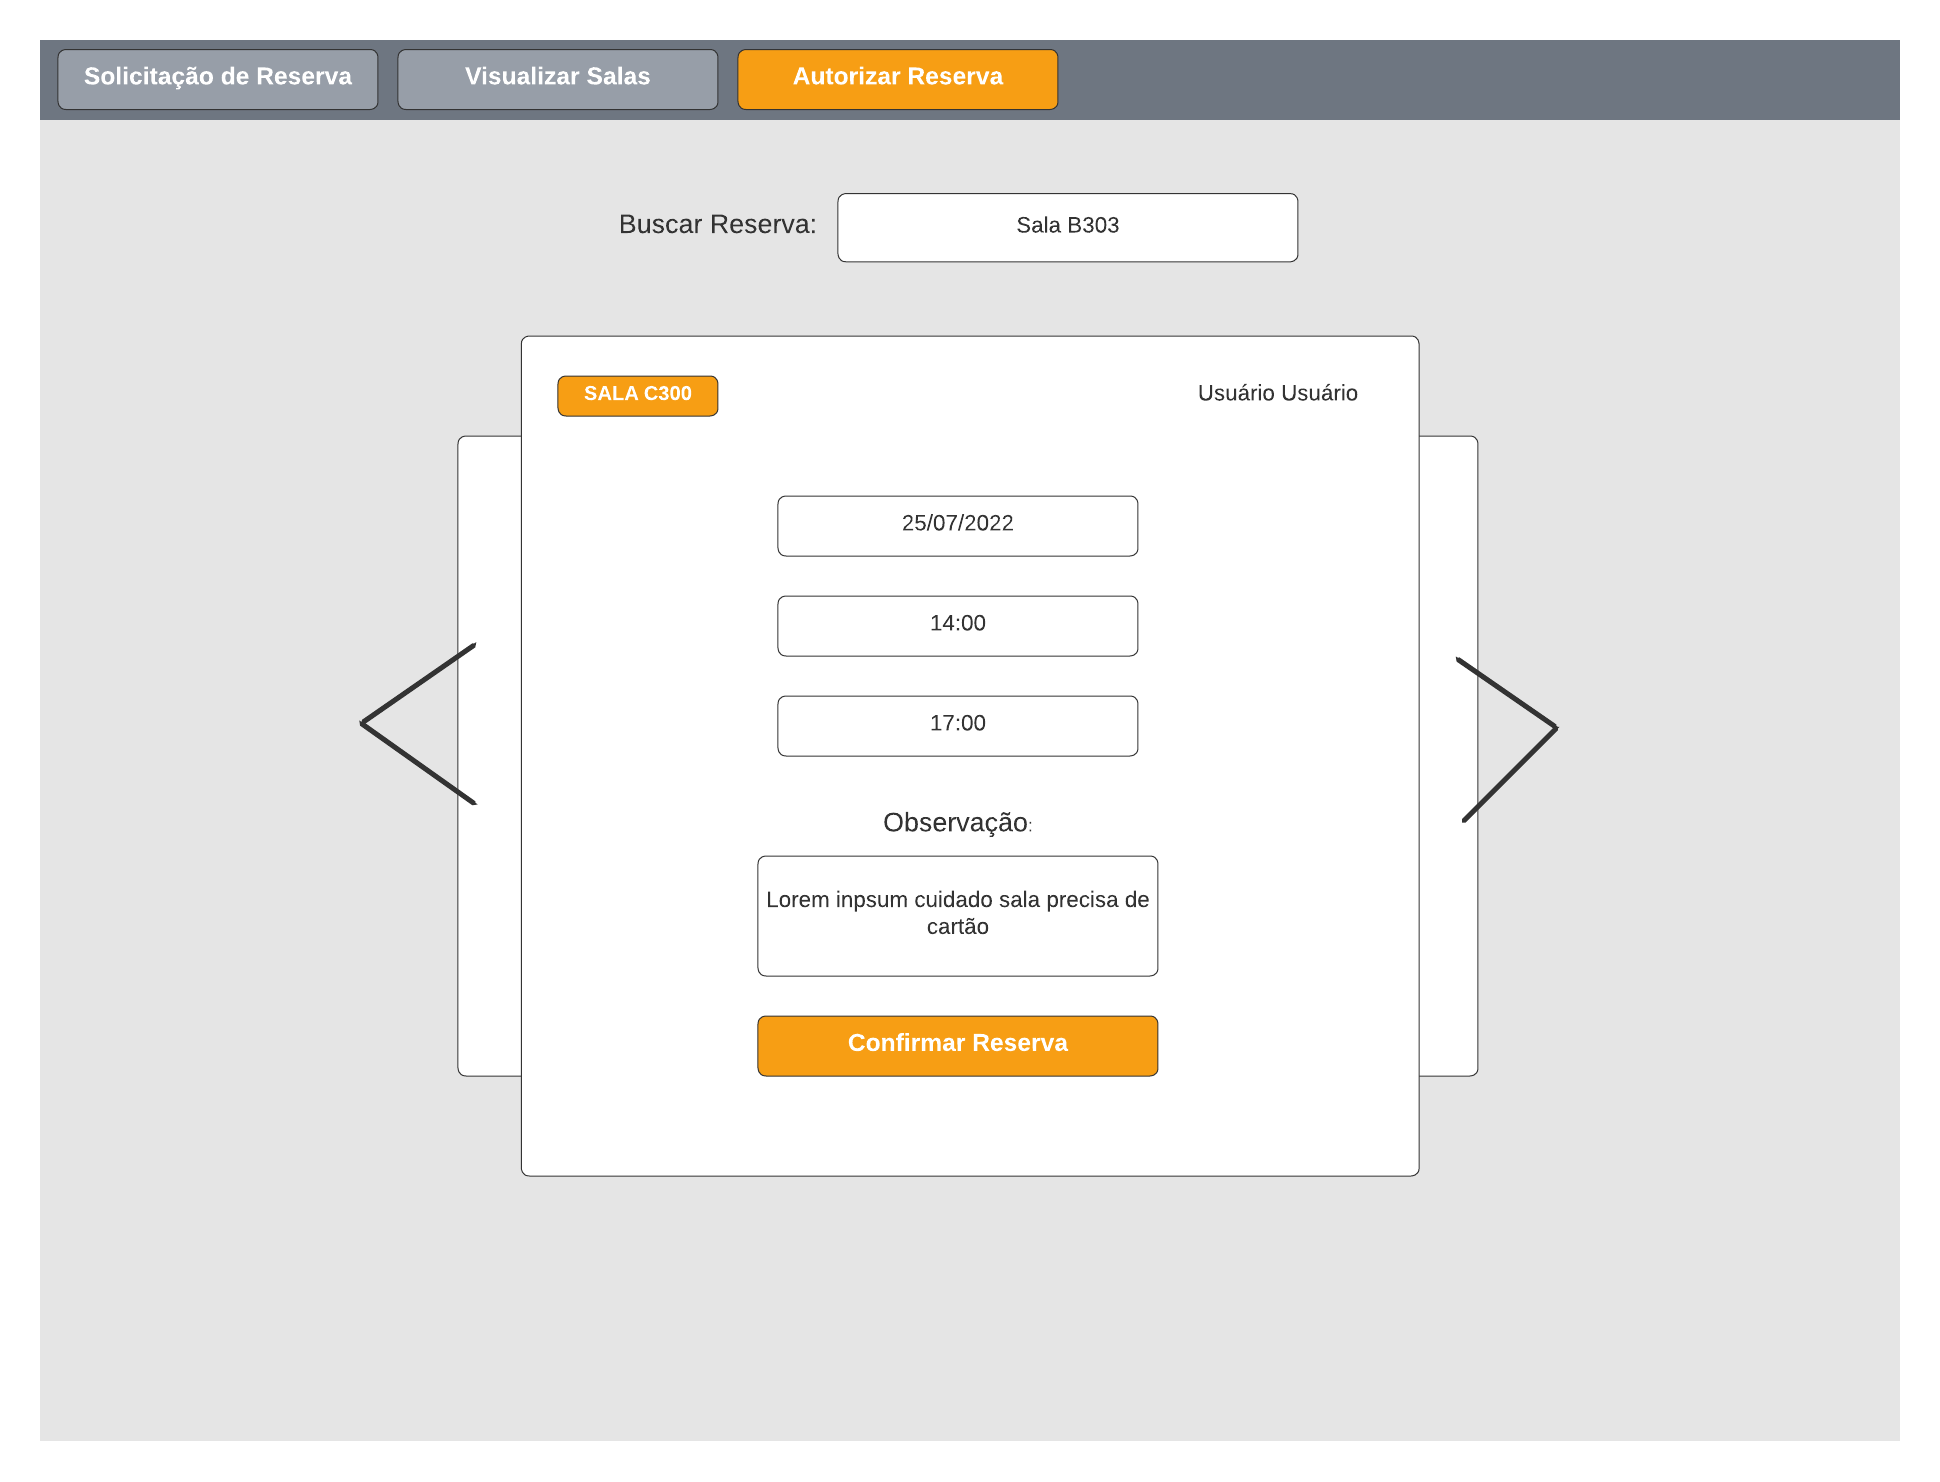 Solicitação de Reserva
Visualizar Salas
Autorizar Reserva
Buscar Reserva:
Sala B303
SALA C300
Usuário Usuário
25/07/2022
14:00
17:00
Observação:
Lorem inpsum cuidado sala precisa de
cartão
Confirmar Reserva